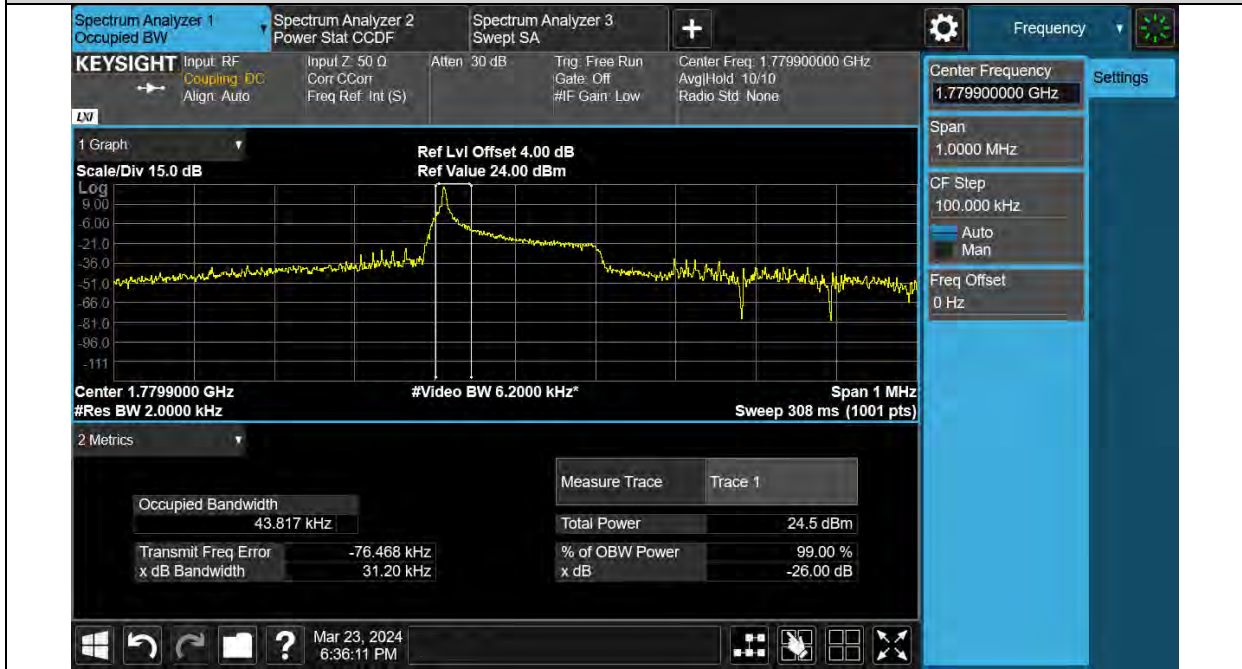 Spectrum Analyzer 1
Occupied BW
Spectrum Analyzer 2
Power Stat CCDF
Spectrum Analyzer 3
Swept SA
Frequency
KEYSIGHT
Input: RF
Coupling: DC
Align: Auto
Input Z: 50 Ω
Corr CCorr
Freq Ref: Int (S)
Atten: 30 dB
Trig: Free Run
Gate: Off
#IF Gain: Low
Center Freq: 1.779900000 GHz
Avg|Hold: 10/10
Radio Std: None
LXI
1 Graph
Scale/Div 15.0 dB
Ref Lvl Offset 4.00 dB
Ref Value 24.00 dBm
Log
9.00
-6.00
-21.0
-36.0
-51.0
-66.0
-81.0
-96.0
-111
Center 1.7799000 GHz
#Res BW 2.0000 kHz
#Video BW 6.2000 kHz*
Span 1 MHz
Sweep 308 ms (1001 pts)
2 Metrics
Measure Trace Trace 1
Occupied Bandwidth
43.817 kHz
Total Power 24.5 dBm
Transmit Freq Error -76.468 kHz
% of OBW Power 99.00 %
x dB Bandwidth 31.20 kHz
x dB -26.00 dB
Mar 23, 2024
6:36:11 PM
Center Frequency
1.779900000 GHz
Settings
Span
1.0000 MHz
CF Step
100.000 kHz
Auto
Man
Freq Offset
0 Hz